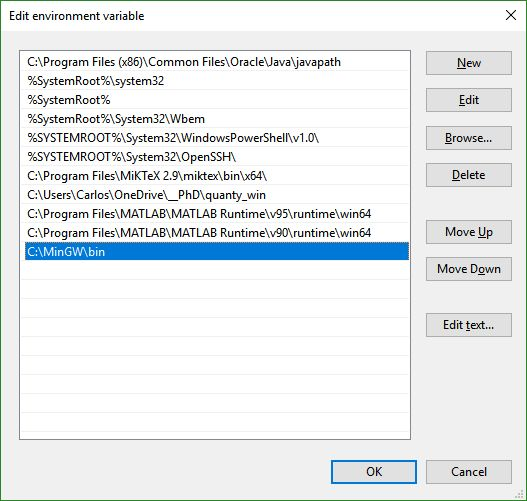 Edit environment variable
C:\Program Files (x86)\Common Files\Oracle\Java\javapath
%SystemRoot%\system32
%SystemRoot%
%SystemRoot%\System32\Wbem
%SYSTEMROOT%\System32\WindowsPowerShell\v1.0\
%SYSTEMROOT%\System32\OpenSSH\
C:\Program Files\MiKTeX 2.9\miktex\bin\x64\
C:\Users\Carlos\OneDrive\__PhD\quanty_win
C:\Program Files\MATLAB\MATLAB Runtime\v95\runtime\win64
C:\Program Files\MATLAB\MATLAB Runtime\v90\runtime\win64
C:\MinGW\bin
New
Edit
Browse...
Delete
Move Up
Move Down
Edit text...
OK
Cancel